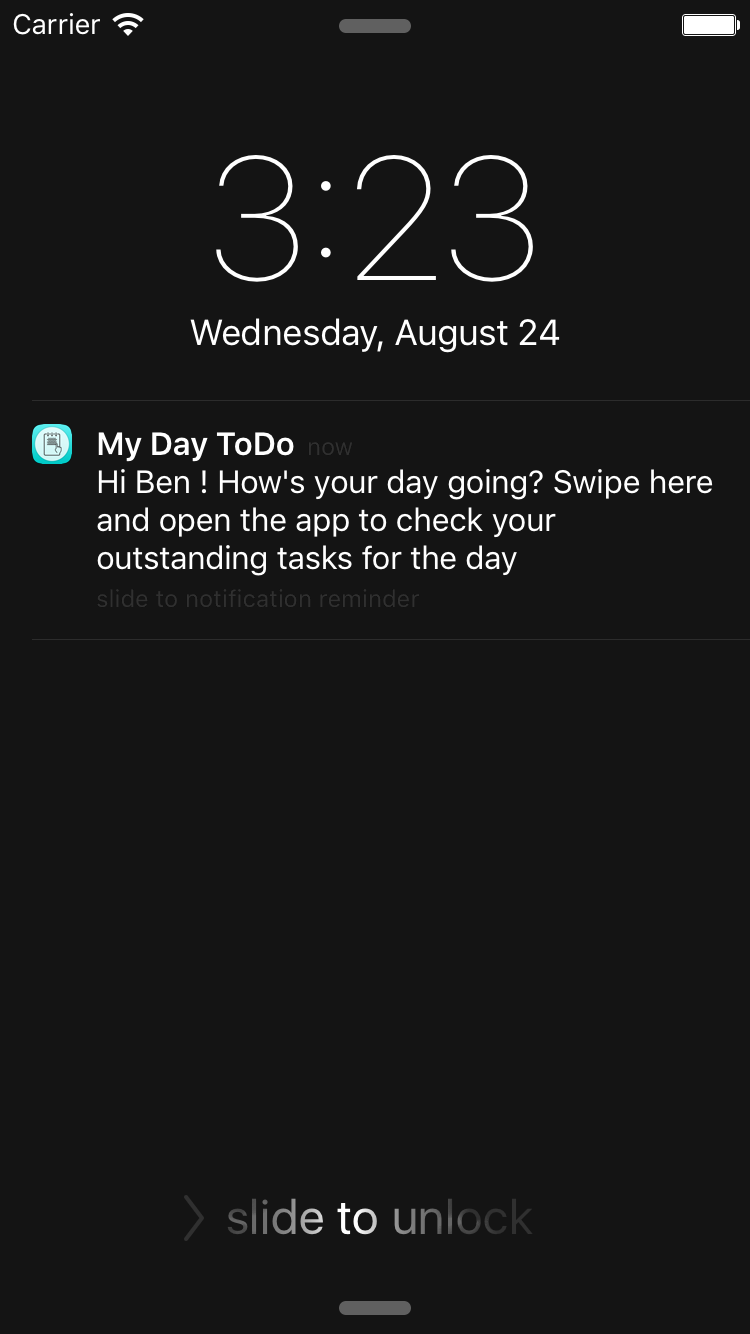 Carrier
3:23
Wednesday, August 24
My Day ToDo now
Hi Ben ! How's your day going? Swipe here
and open the app to check your
outstanding tasks for the day
slide to notification reminder
slide to unlock